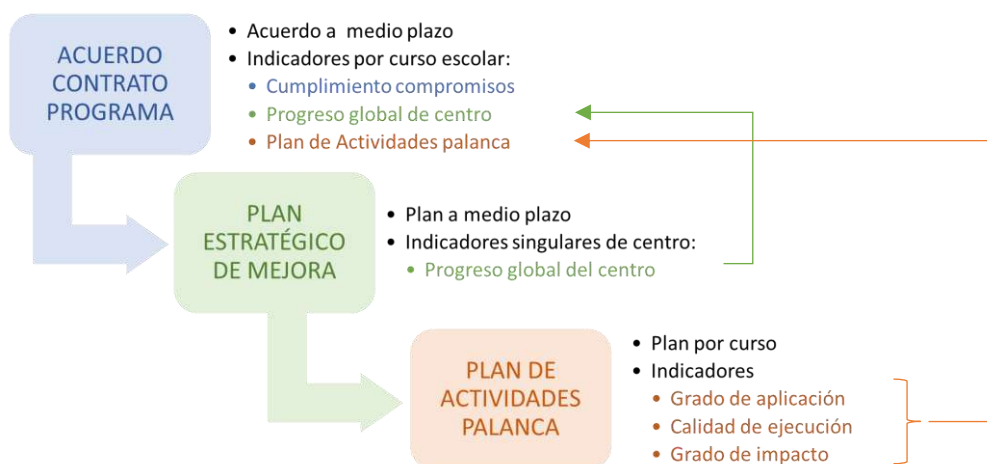 ACUERDO
CONTRATO
PROGRAMA
• Acuerdo a medio plazo
• Indicadores por curso escolar:
• Cumplimiento compromisos
• Progreso global de centro
• Plan de Actividades palanca
PLAN
ESTRATÉGICO
DE MEJORA
• Plan a medio plazo
• Indicadores singulares de centro:
• Progreso global del centro
PLAN DE
ACTIVIDADES
PALANCA
• Plan por curso
• Indicadores
• Grado de aplicación
• Calidad de ejecución
• Grado de impacto